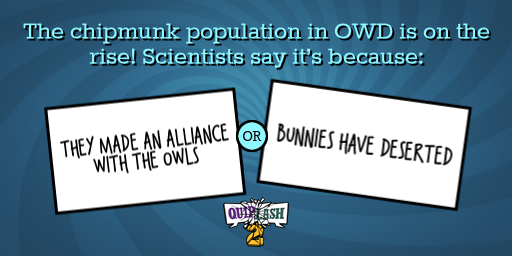 The chipmunk population in OWD is on the
rise! Scientists say it's because:
THEY MADE AN ALLIANCE
WITH THE OWLS
OR
BUNNIES HAVE DESERTED
QUIPLASH
2